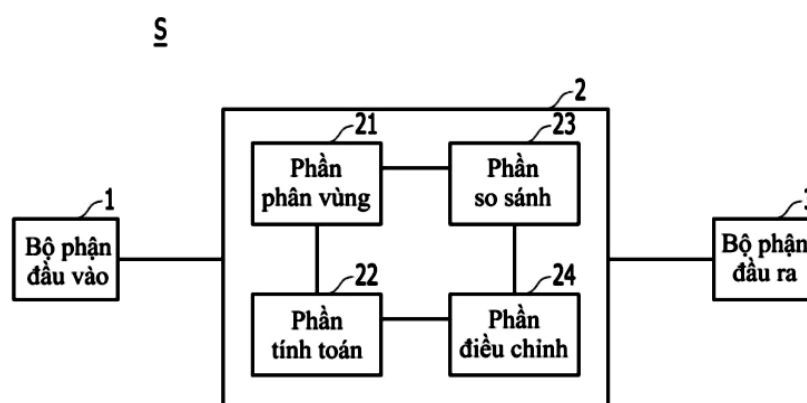 S
2
21
23
Phần
phân vùng
Phần
so sánh
1
3
Bộ phận
đầu vào
Bộ phận
đầu ra
22
24
Phần
tính toán
Phần
điều chỉnh